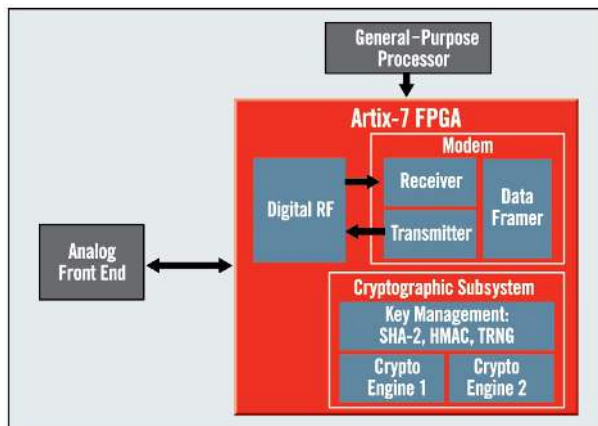 General-Purpose
Processor
Artix-7 FPGA
Modem
Digital RF
Receiver
Transmitter
Data
Framer
Analog
Front End
Cryptographic Subsystem
Key Management:
SHA-2, HMAC, TRNG
Crypto
Engine 1
Crypto
Engine 2